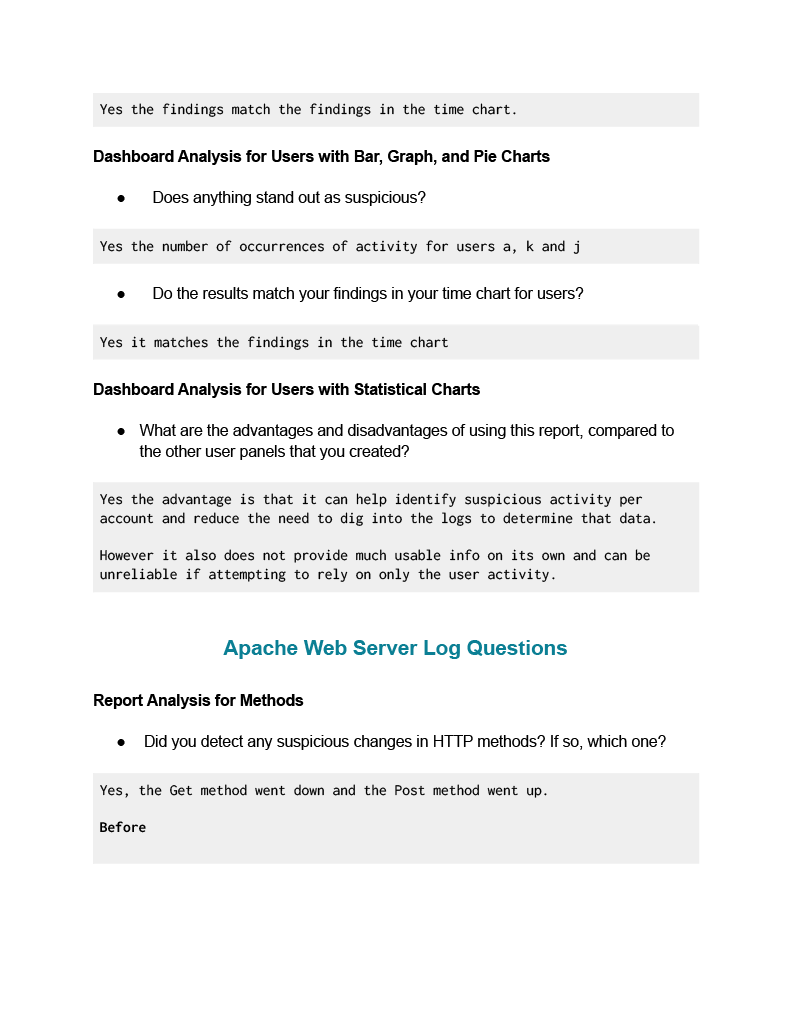 Yes the findings match the findings in the time chart.
Dashboard Analysis for Users with Bar, Graph, and Pie Charts
● Does anything stand out as suspicious?
Yes the number of occurrences of activity for users a, k and j
● Do the results match your findings in your time chart for users?
Yes it matches the findings in the time chart
Dashboard Analysis for Users with Statistical Charts
● What are the advantages and disadvantages of using this report, compared to
the other user panels that you created?
Yes the advantage is that it can help identify suspicious activity per
account and reduce the need to dig into the logs to determine that data.
However it also does not provide much usable info on its own and can be
unreliable if attempting to rely on only the user activity.
Apache Web Server Log Questions
Report Analysis for Methods
● Did you detect any suspicious changes in HTTP methods? If so, which one?
Yes, the Get method went down and the Post method went up.
Before